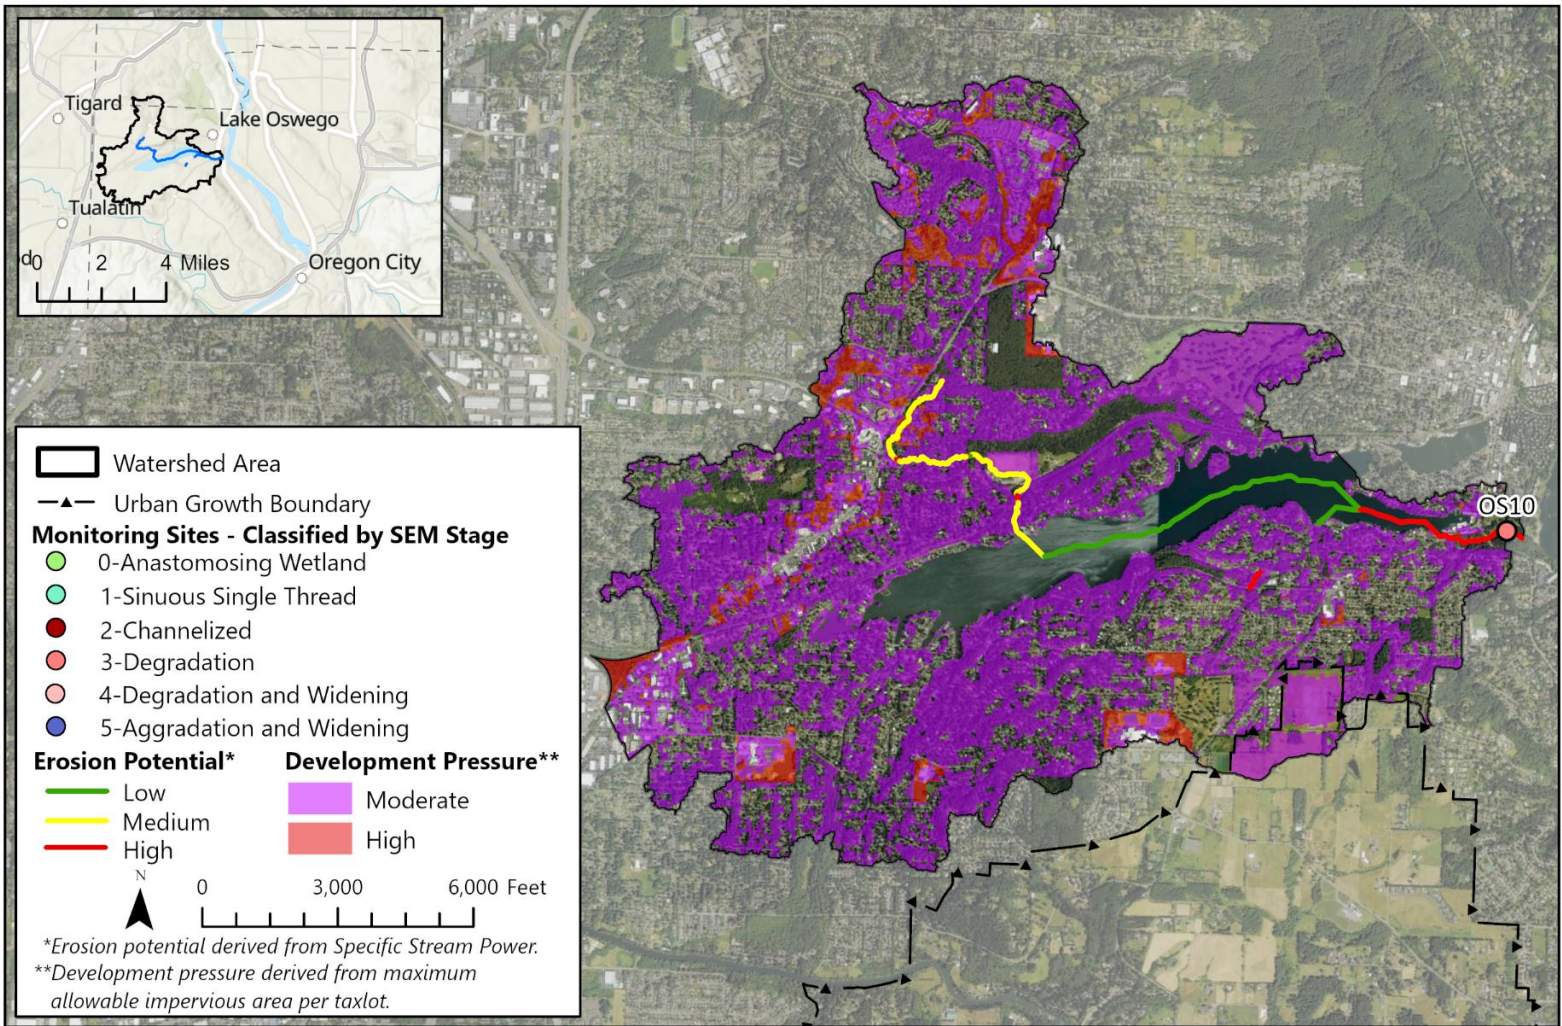 Tigard
Lake Oswego
Tualatin
Oregon City
d0 2 4 Miles
Watershed Area
Urban Growth Boundary
Monitoring Sites - Classified by SEM Stage
0-Anastomosing Wetland
1-Sinuous Single Thread
2-Channelized
3-Degradation
4-Degradation and Widening
5-Aggradation and Widening
Erosion Potential* Development Pressure**
Low
Medium
High
Moderate
High
N
0 3,000 6,000 Feet
*Erosion potential derived from Specific Stream Power.
**Development pressure derived from maximum
allowable impervious area per taxlot.
OS10